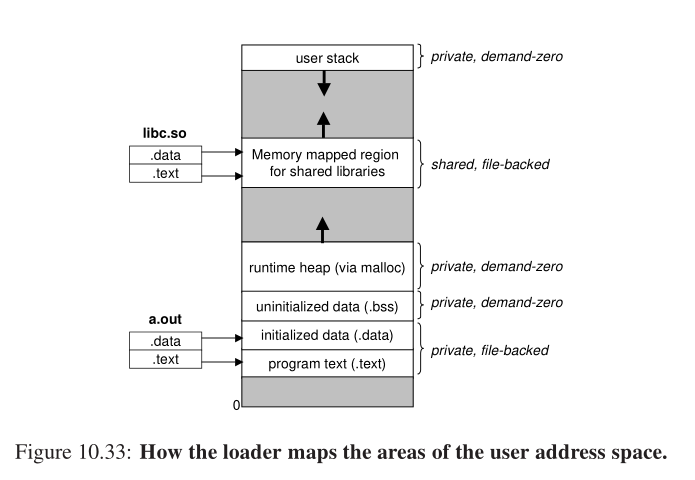 user stack
private, demand-zero
libc.so
.data
.text
Memory mapped region
for shared libraries
shared, file-backed
runtime heap (via malloc)
private, demand-zero
uninitialized data (.bss)
private, demand-zero
a.out
.data
.text
initialized data (.data)
program text (.text)
private, file-backed
0
Figure 10.33: How the loader maps the areas of the user address space.